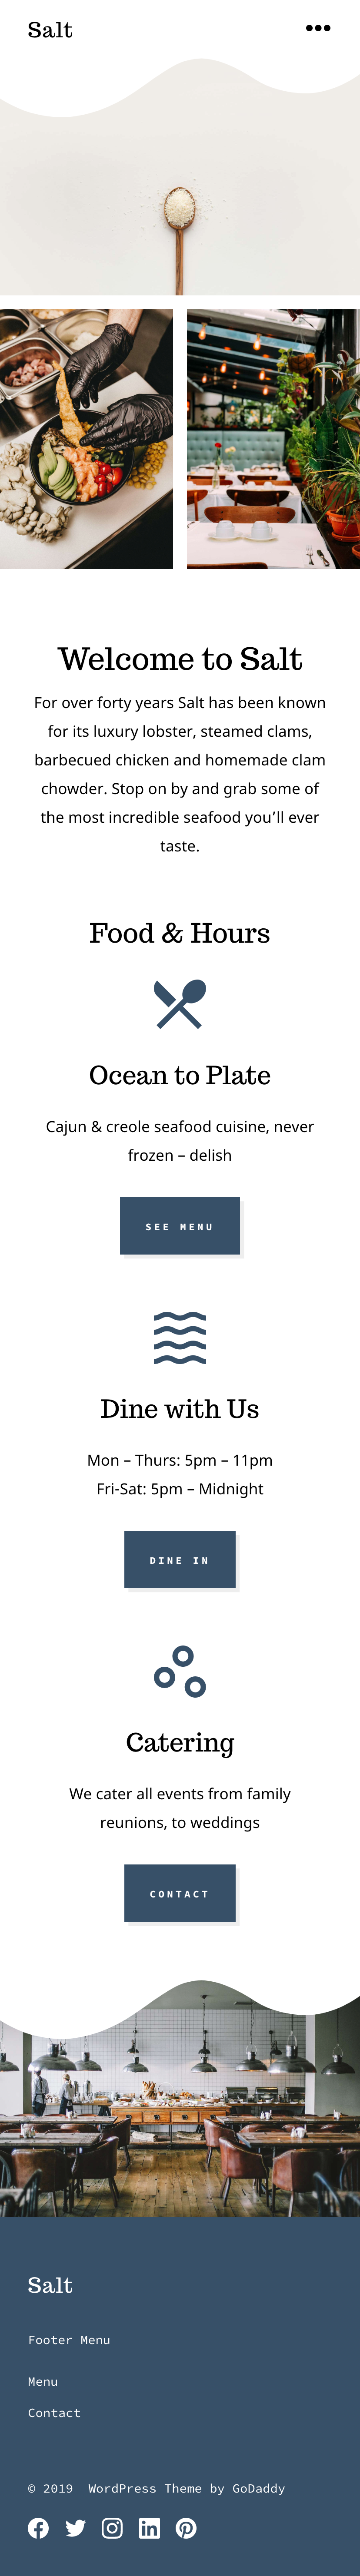 Salt
Welcome to Salt
For over forty years Salt has been known
for its luxury lobster, steamed clams,
barbecued chicken and homemade clam
chowder. Stop on by and grab some of
the most incredible seafood you’ll ever
taste.
Food & Hours
Ocean to Plate
Cajun & creole seafood cuisine, never
frozen – delish
SEE MENU
Dine with Us
Mon – Thurs: 5pm – 11pm
Fri-Sat: 5pm – Midnight
DINE IN
Catering
We cater all events from family
reunions, to weddings
CONTACT
Salt
Footer Menu
Menu
Contact
© 2019  WordPress Theme by GoDaddy